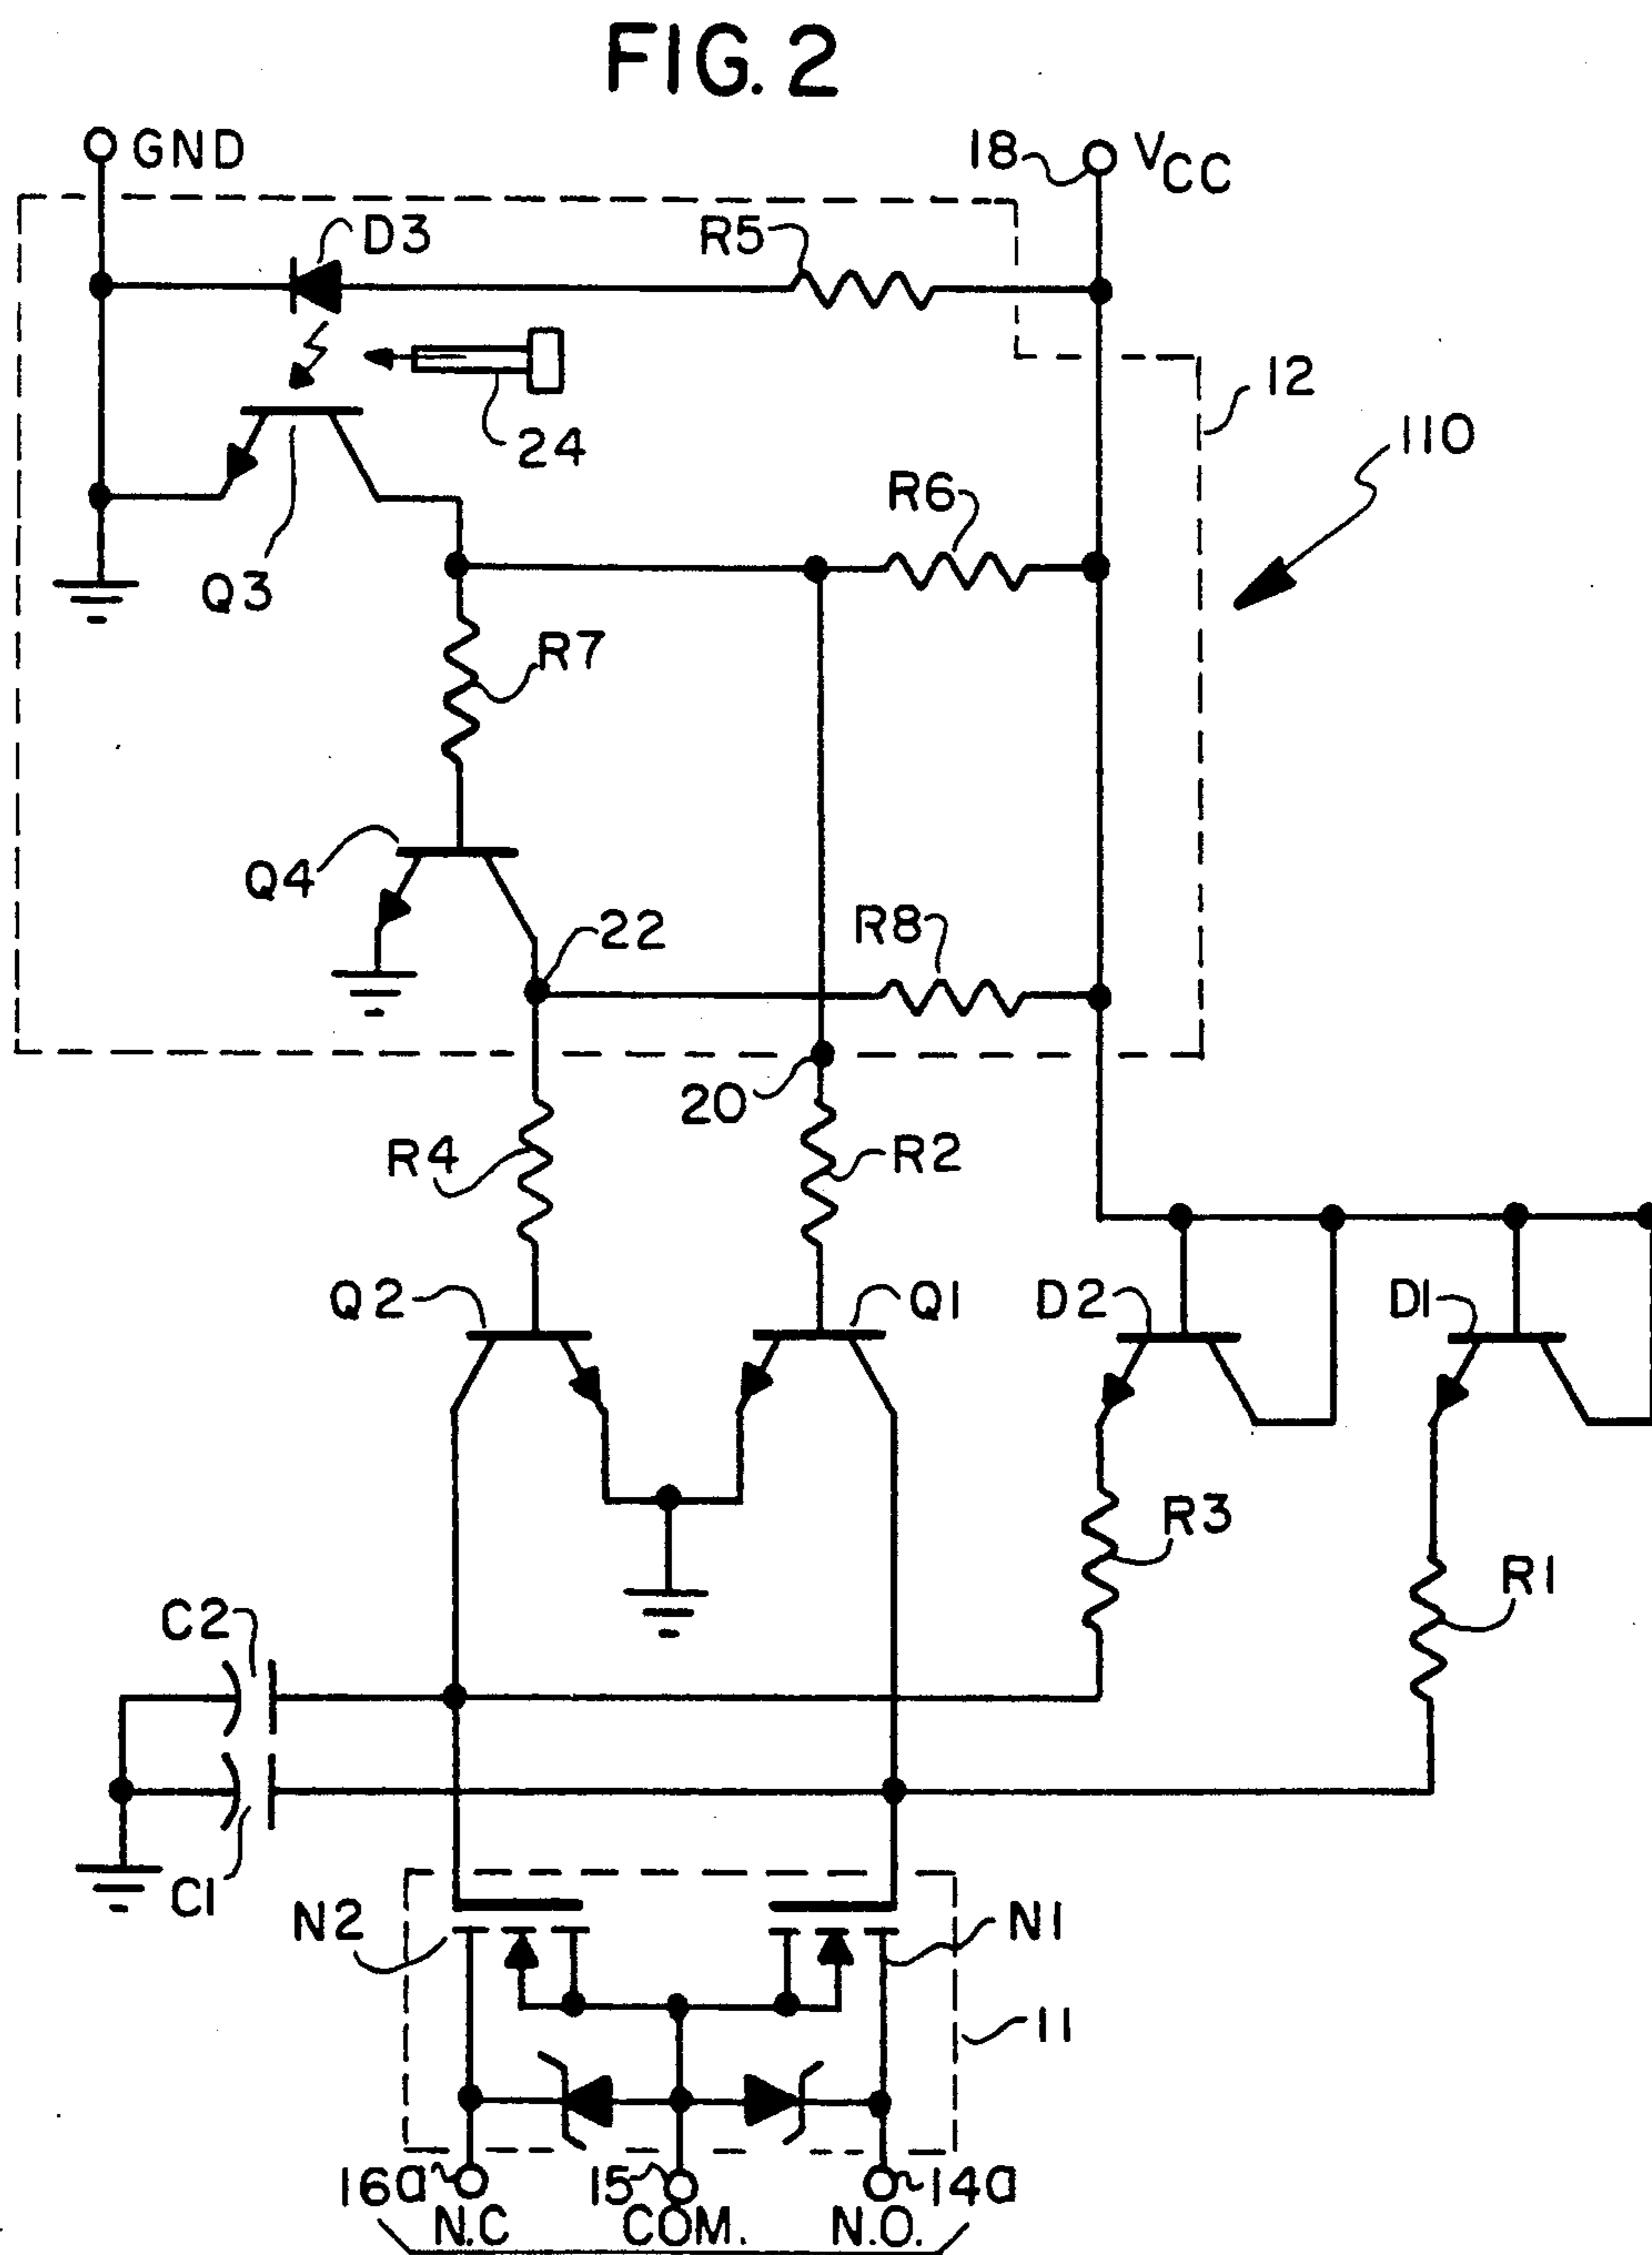 FIG. 2
GND
18
VCC
D3
R5
12
24
110
R6
Q3
R7
Q4
22
R8
20
R4
R2
Q2
Q1
D2
D1
R3
R1
C2
C1
N2
N1
11
16a
15
14a
N.C
COM.
N.O.